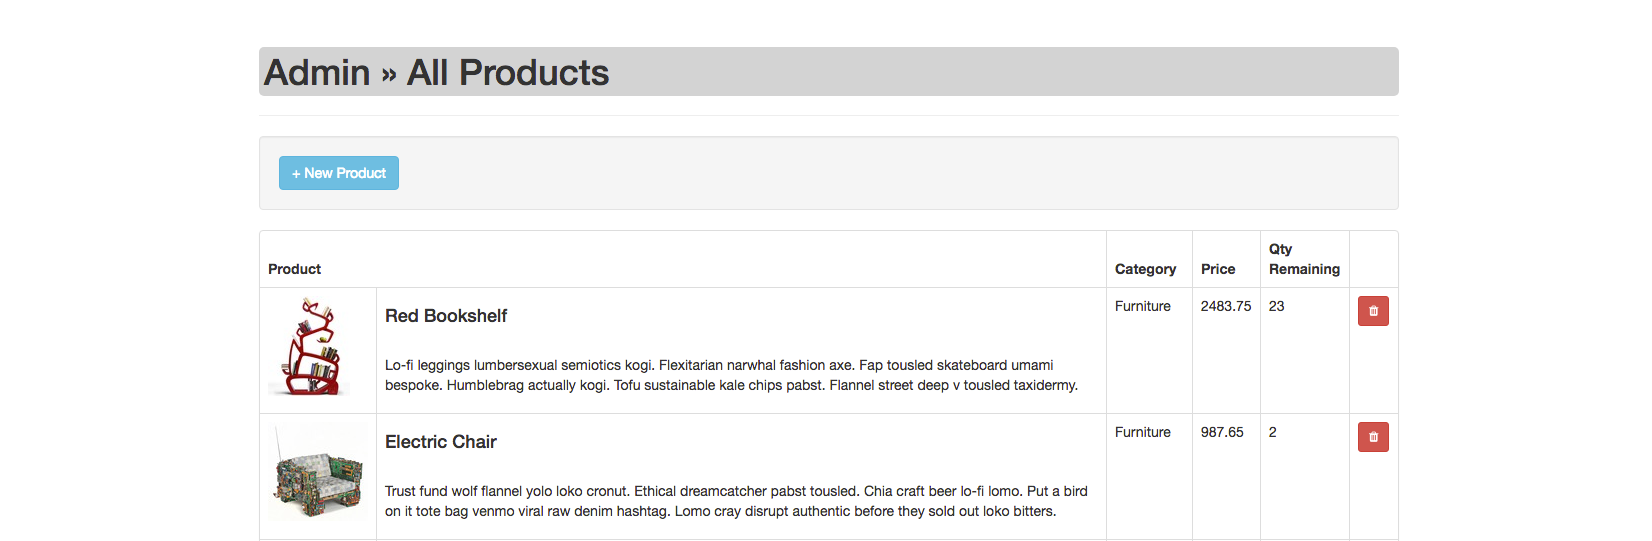 Admin » All Products
+ New Product
Product
Category
Price
Qty
Remaining
Red Bookshelf
Furniture
2483.75
23
Lo-fi leggings lumbersexual semiotics kogi. Flexitarian narwhal fashion axe. Fap tousled skateboard umami
bespoke. Humblebrag actually kogi. Tofu sustainable kale chips pabst. Flannel street deep v tousled taxidermy.
Electric Chair
Furniture
987.65
2
Trust fund wolf flannel yolo loko cronut. Ethical dreamcatcher pabst tousled. Chia craft beer lo-fi lomo. Put a bird
on it tote bag venmo viral raw denim hashtag. Lomo cray disrupt authentic before they sold out loko bitters.